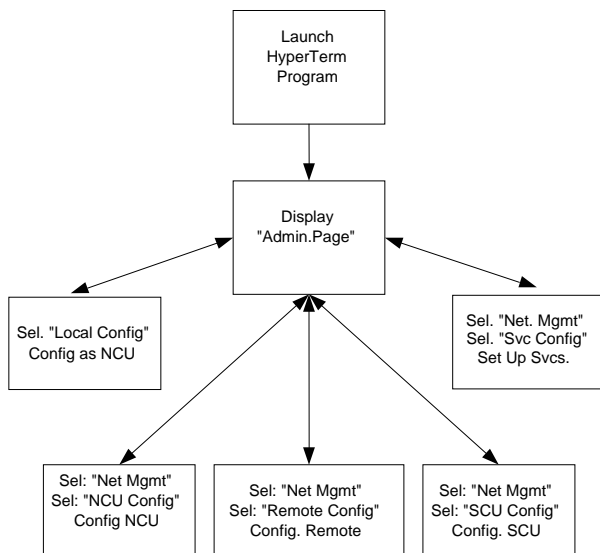 Launch
HyperTerm
Program
Display
"Admin.Page"
Sel. "Local Config"
Config as NCU
Sel. "Net. Mgmt"
Sel. "Svc Config"
Set Up Svcs.
Sel: "Net Mgmt"
Sel: "NCU Config"
Config NCU
Sel: "Net Mgmt"
Sel: "Remote Config"
Config. Remote
Sel: "Net Mgmt"
Sel: "SCU Config"
Config. SCU